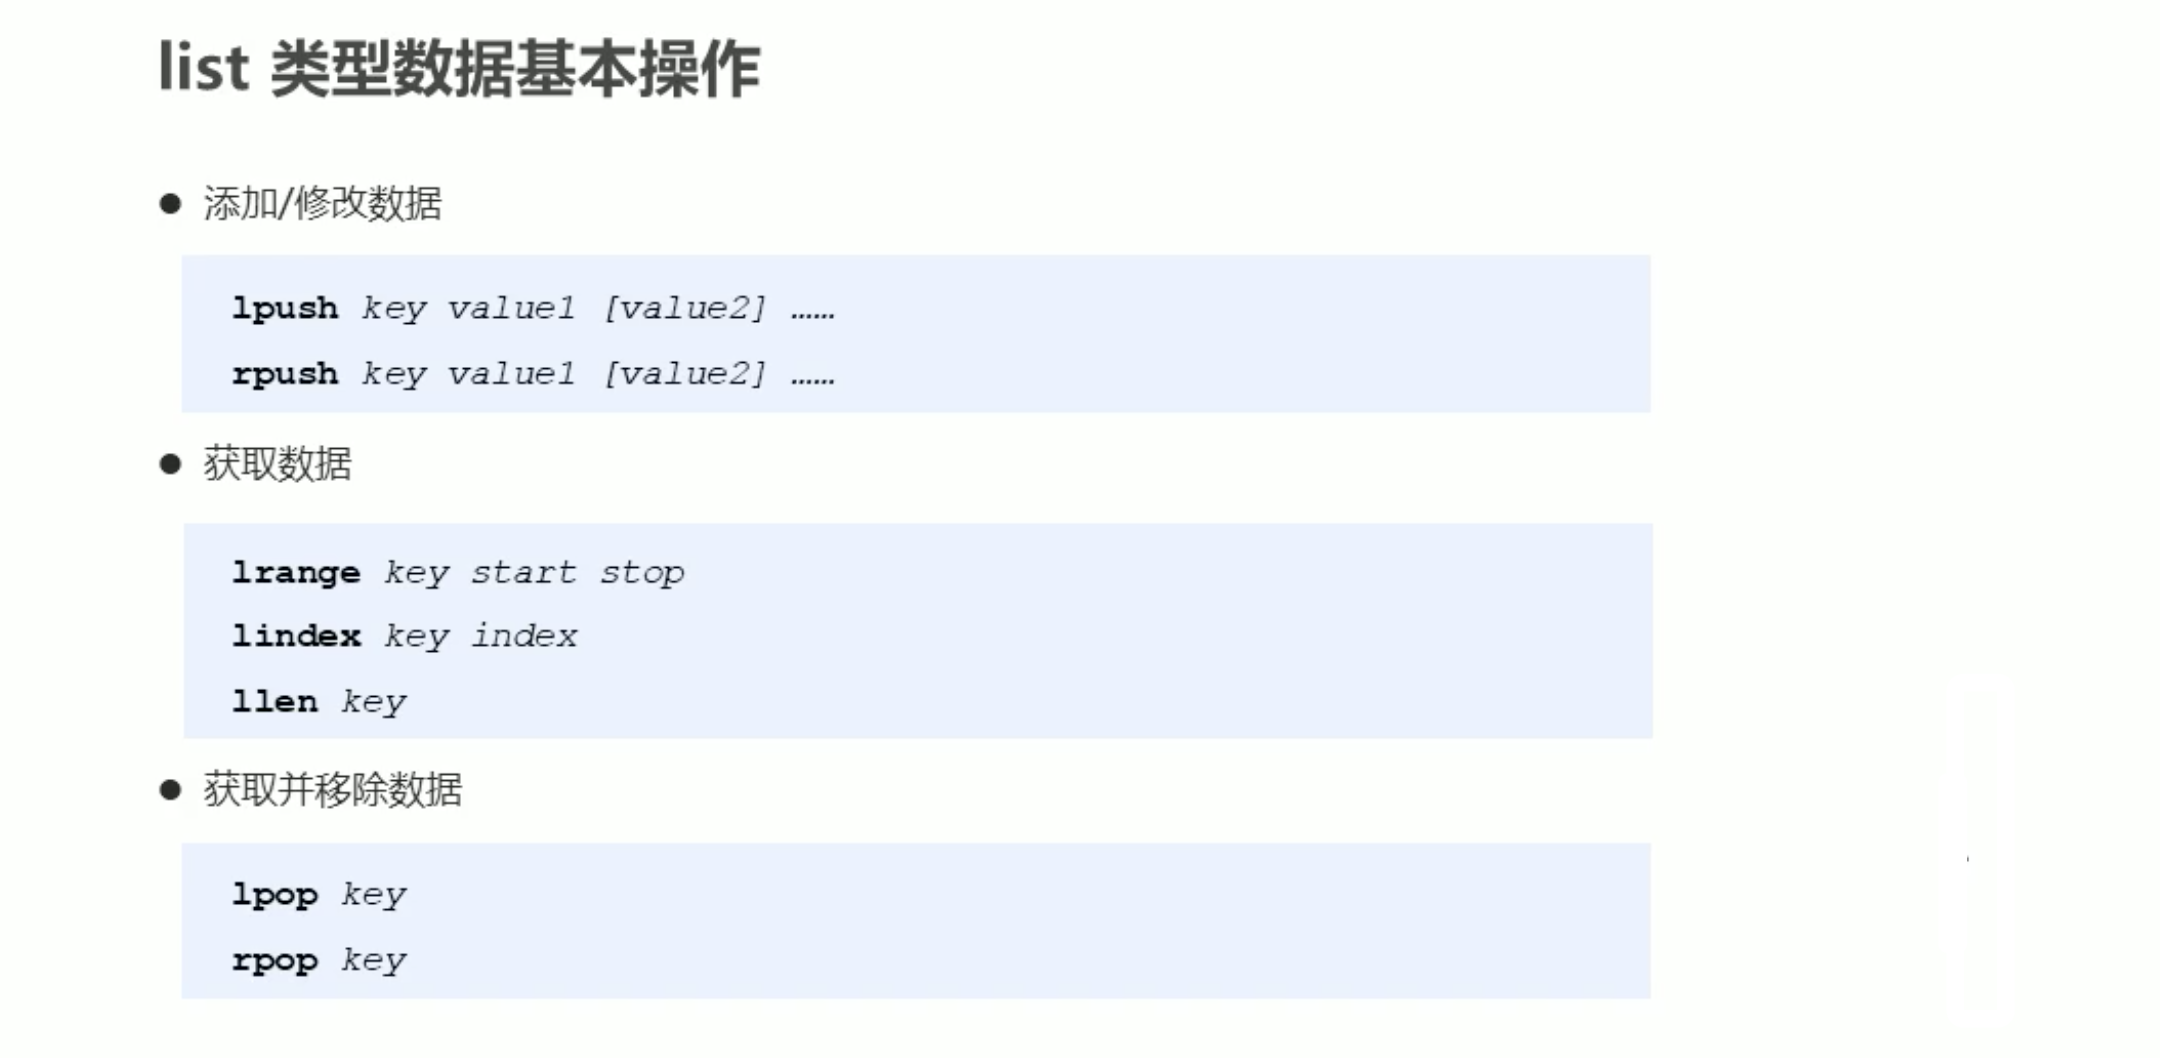 list 类型数据基本操作
● 添加/修改数据
lpush key value1 [value2] ……
rpush key value1 [value2] ……
● 获取数据
lrange key start stop
lindex key index
llen key
● 获取并移除数据
lpop key
rpop key